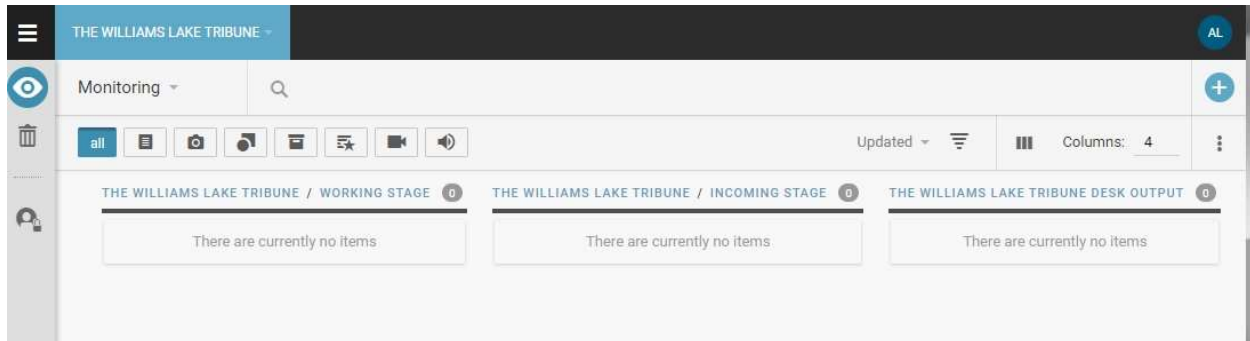 THE WILLIAMS LAKE TRIBUNE
AL
Monitoring
all
Updated
Columns: 4
THE WILLIAMS LAKE TRIBUNE / WORKING STAGE 0
THE WILLIAMS LAKE TRIBUNE / INCOMING STAGE 0
THE WILLIAMS LAKE TRIBUNE DESK OUTPUT 0
There are currently no items
There are currently no items
There are currently no items